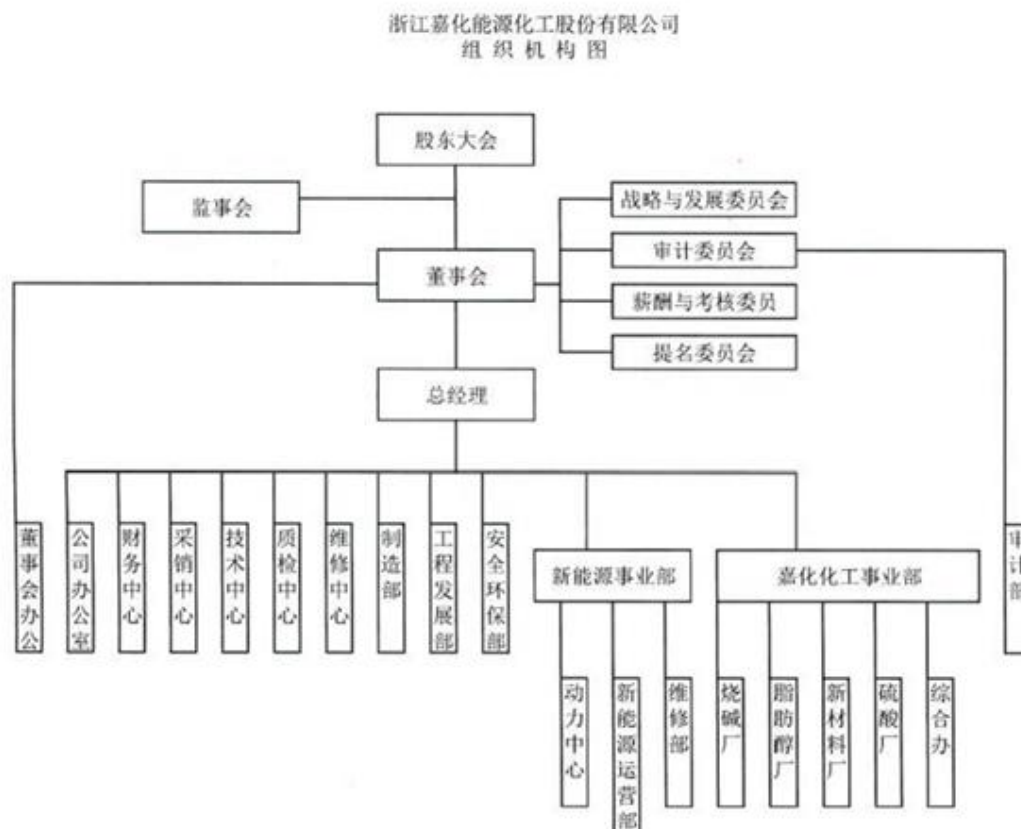 浙江嘉化能源化工股份有限公司
组织机构图
股东大会
监事会
战略与发展委员会
审计委员会
董事会
薪酬与考核委员
提名委员会
总经理
董事会办公
公司办公室
财务中心
采销中心
技术中心
质检中心
维修中心
制造部
工程发展部
安全环保部
新能源事业部
嘉化化工事业部
审计部
动力中心
新能源运营部
维修部
烧碱厂
脂肪醇厂
新材料厂
硫酸厂
综合办